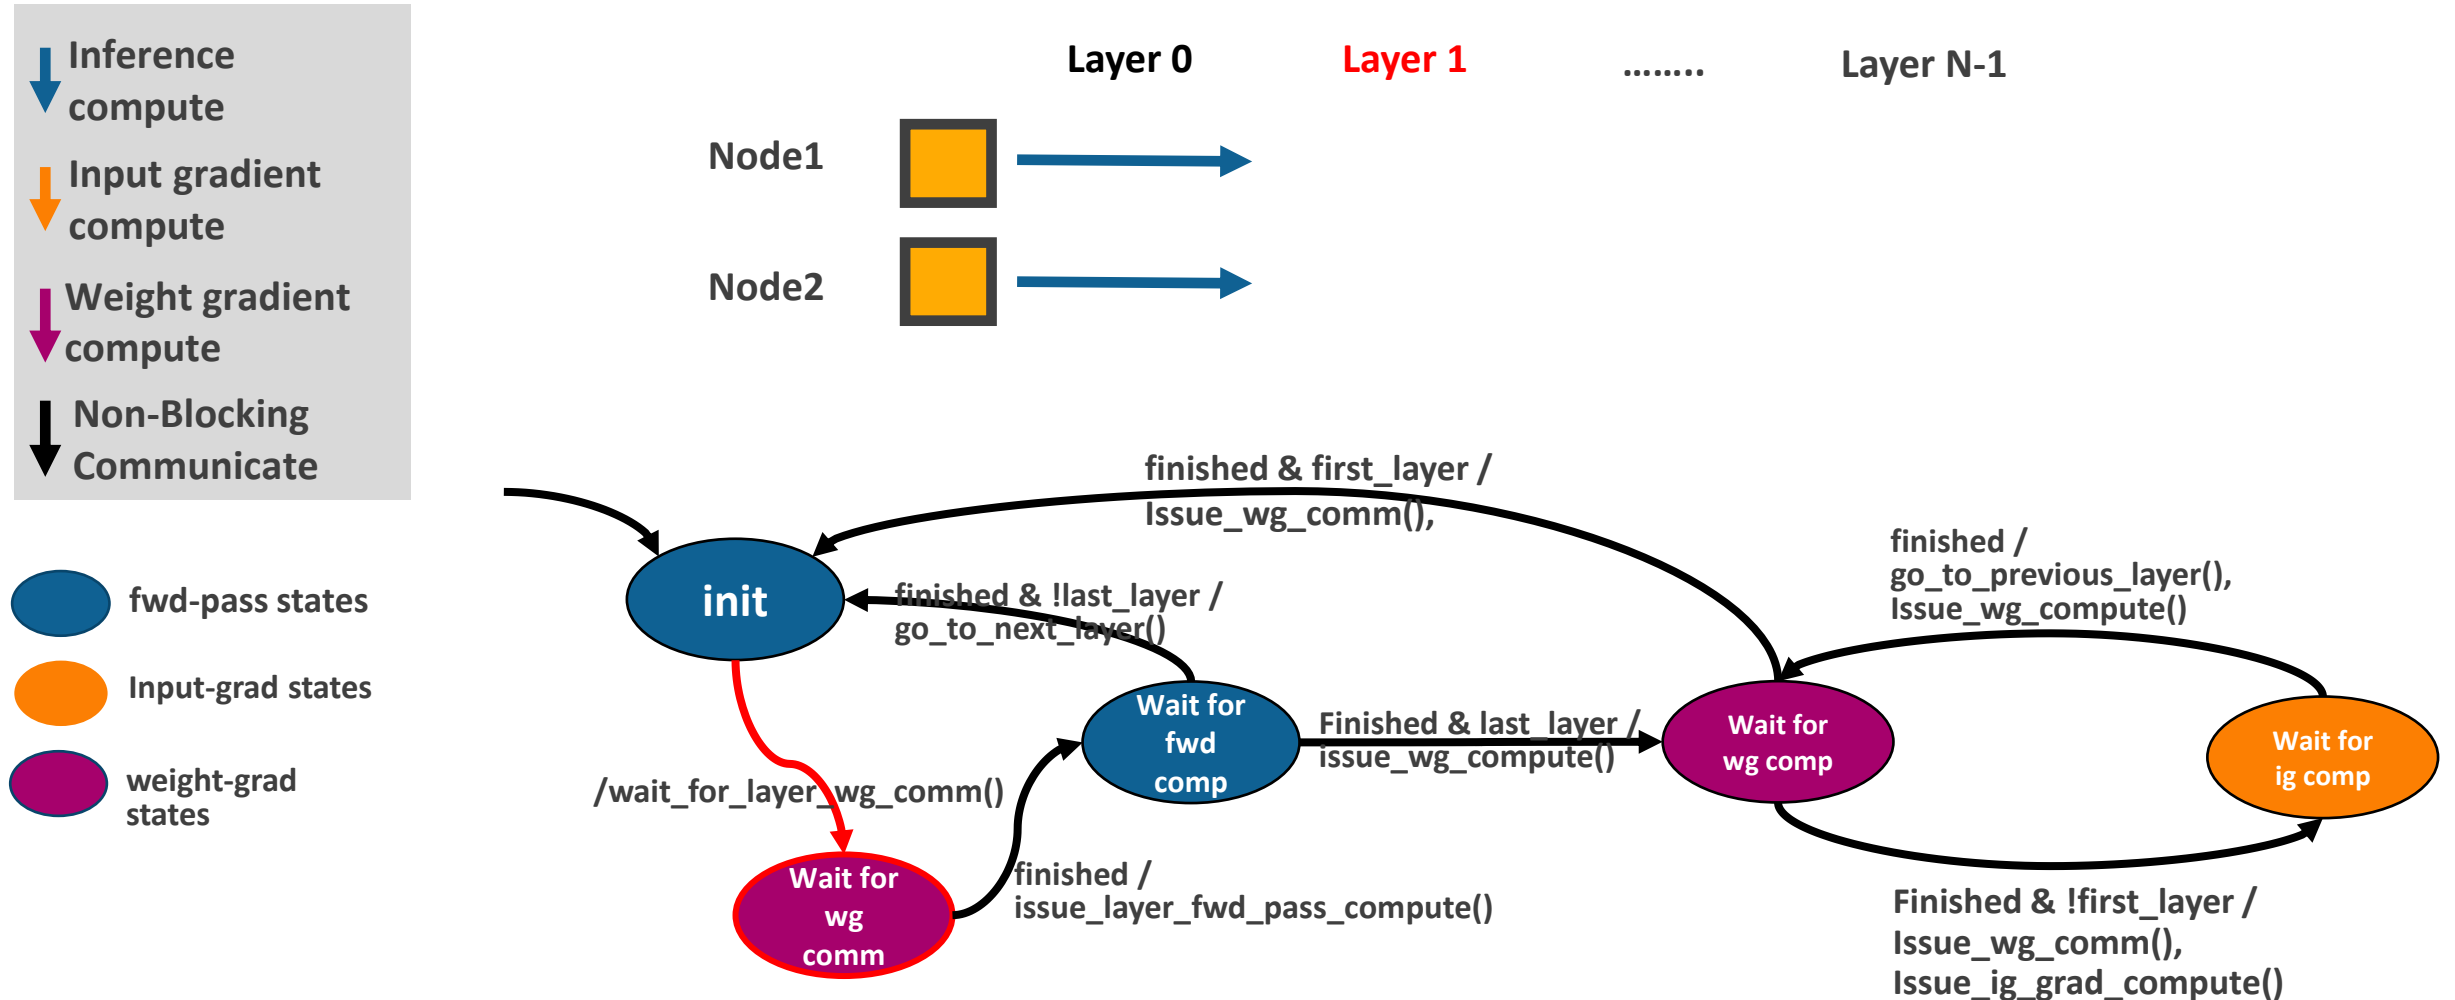 Inference
compute
Input gradient
compute
Weight gradient
compute
Non-Blocking
Communicate
fwd-pass states
Input-grad states
weight-grad
states
Layer 0
Layer 1
........
Layer N-1
Node1
Node2
finished & first_layer /
Issue_wg_comm(),
init
finished & !last_layer /
go_to_next_layer()
/wait_for_layer_wg_comm()
Wait for
wg
comm
finished /
issue_layer_fwd_pass_compute()
Wait for
fwd
comp
Finished & last_layer /
issue_wg_compute()
Wait for
wg comp
finished /
go_to_previous_layer(),
Issue_wg_compute()
Wait for
ig comp
Finished & !first_layer /
Issue_wg_comm(),
Issue_ig_grad_compute()